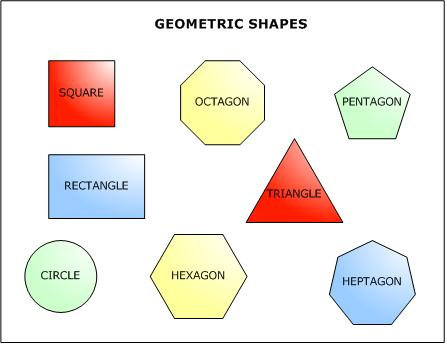 GEOMETRIC SHAPES
SQUARE
OCTAGON
PENTAGON
RECTANGLE
TRIANGLE
CIRCLE
HEXAGON
HEPTAGON